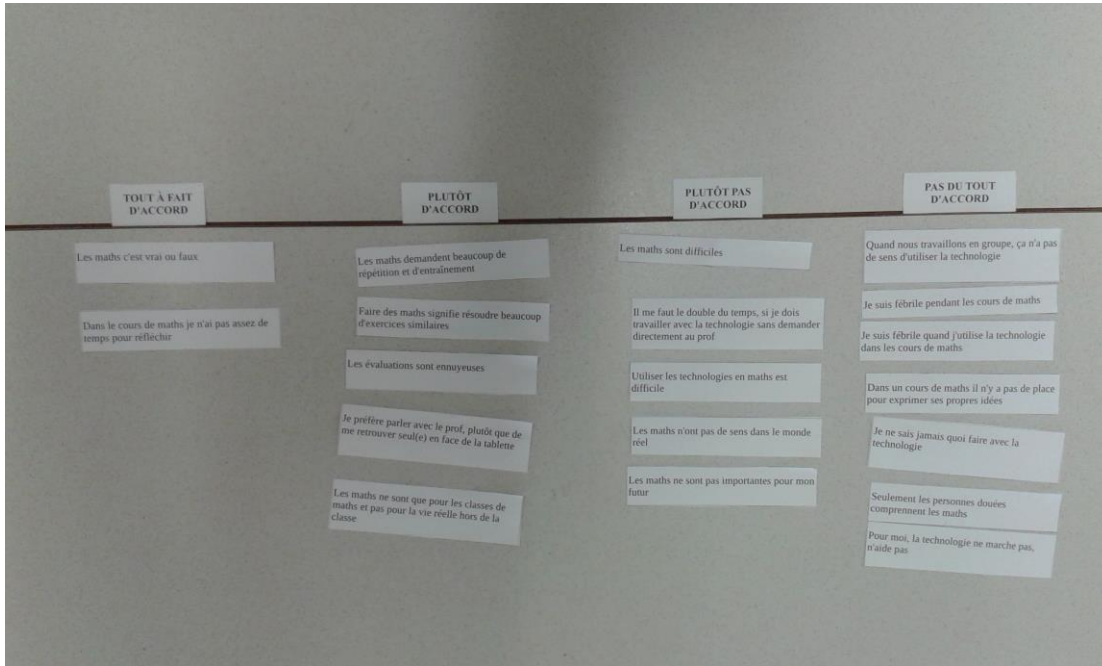 TOUT À FAIT
D'ACCORD
Les maths c'est vrai ou faux
Dans le cours de maths je n'ai pas assez de
temps pour réfléchir
PLUTÔT
D'ACCORD
Les maths demandent beaucoup de
répétition et d'entraînement
Faire des maths signifie résoudre beaucoup
d'exercices similaires
Les évaluations sont ennuyeuses
Je préfère parler avec le prof, plutôt que de
me retrouver seul(e) en face de la tablette
Les maths ne sont que pour les classes de
maths et pas pour la vie réelle hors de la
classe
PLUTÔT PAS
D'ACCORD
Les maths sont difficiles
Il me faut le double du temps, si je dois
travailler avec la technologie sans demander
directement au prof
Utiliser les technologies en maths est
difficile
Les maths n'ont pas de sens dans le monde
réel
Les maths ne sont pas importantes pour mon
futur
PAS DU TOUT
D'ACCORD
Quand nous travaillons en groupe, ça n'a pas
de sens d'utiliser la technologie
Je suis fébrile pendant les cours de maths
Je suis fébrile quand j'utilise la technologie
dans les cours de maths
Dans un cours de maths il n'y a pas de place
pour exprimer ses propres idées
Je ne sais jamais quoi faire avec la
technologie
Seulement les personnes douées
comprennent les maths
Pour moi, la technologie ne marche pas,
n'aide pas